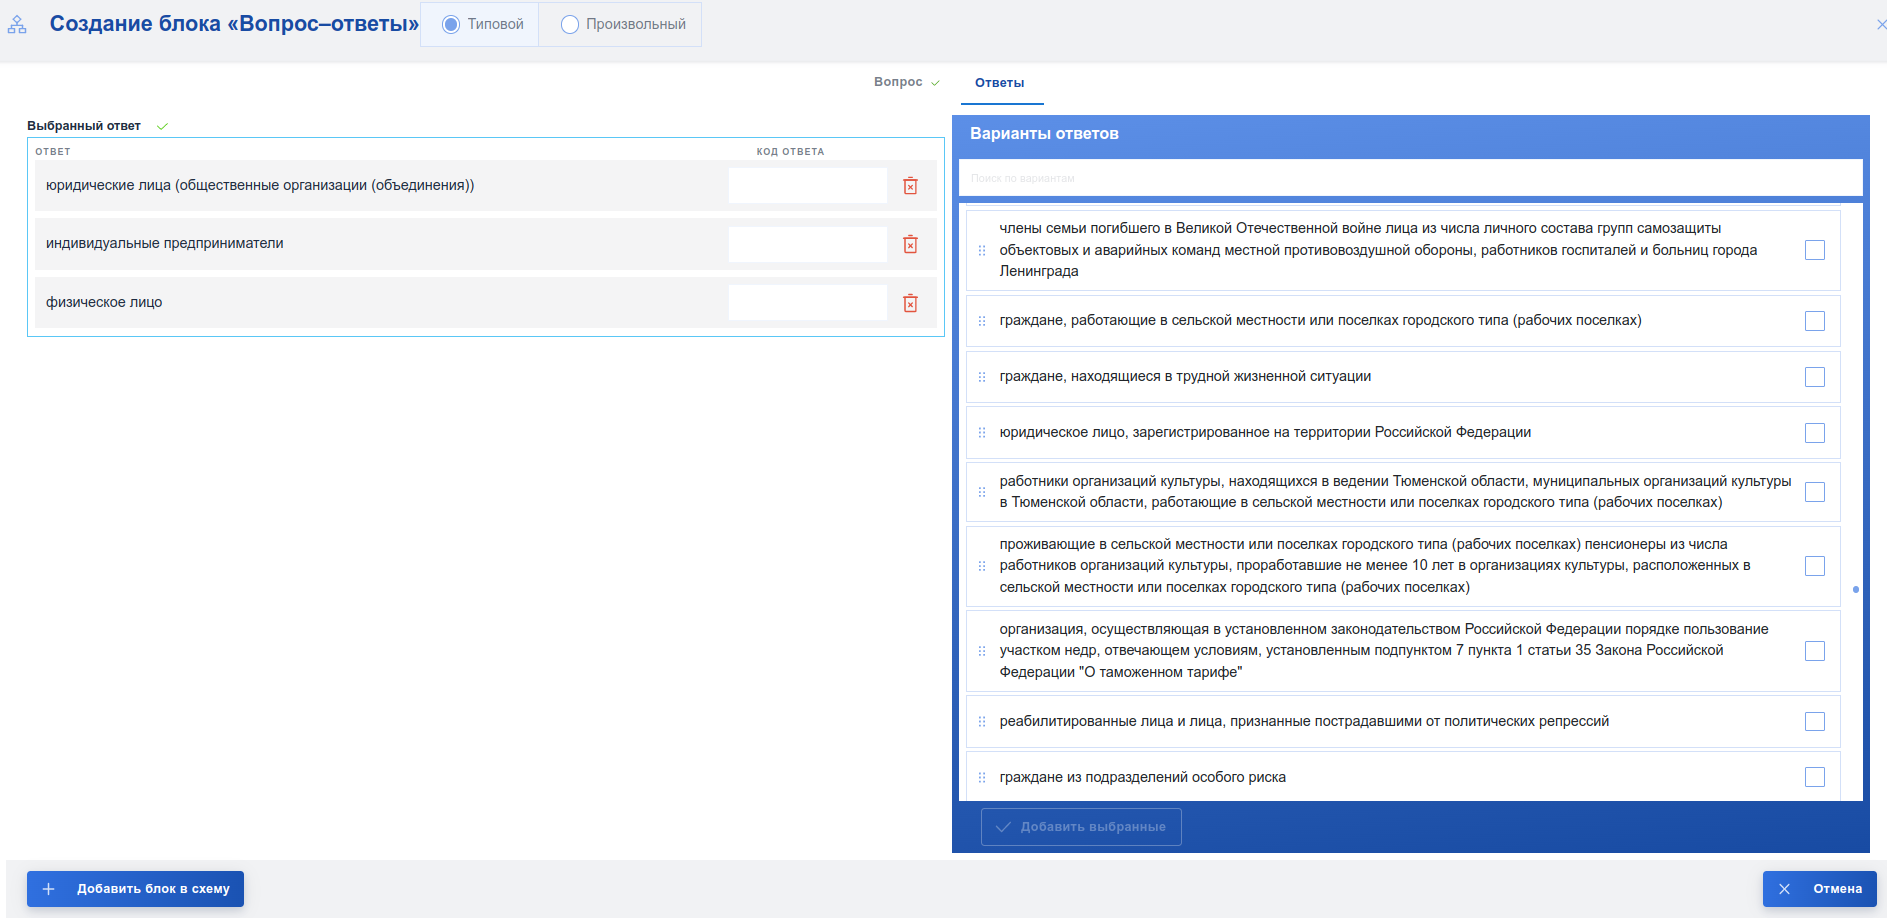 Создание блока «Вопрос–ответы»
Типовой
Произвольный
Вопрос
Ответы
Выбранный ответ
ОТВЕТ
КОД ОТВЕТА
юридические лица (общественные организации (объединения))
индивидуальные предприниматели
физическое лицо
Варианты ответов
Поиск по вариантам
члены семьи погибшего в Великой Отечественной войне лица из числа личного состава групп самозащиты
объектовых и аварийных команд местной противовоздушной обороны, работников госпиталей и больниц города
Ленинграда
граждане, работающие в сельской местности или поселках городского типа (рабочих поселках)
граждане, находящиеся в трудной жизненной ситуации
юридическое лицо, зарегистрированное на территории Российской Федерации
работники организаций культуры, находящихся в ведении Тюменской области, муниципальных организаций культуры
в Тюменской области, работающие в сельской местности или поселках городского типа (рабочих поселках)
проживающие в сельской местности или поселках городского типа (рабочих поселках) пенсионеры из числа
работников организаций культуры, проработавшие не менее 10 лет в организациях культуры, расположенных в
сельской местности или поселках городского типа (рабочих поселках)
организация, осуществляющая в установленном законодательством Российской Федерации порядке пользование
участком недр, отвечающем условиям, установленным подпунктом 7 пункта 1 статьи 35 Закона Российской
Федерации "О таможенном тарифе"
реабилитированные лица и лица, признанные пострадавшими от политических репрессий
граждане из подразделений особого риска
Добавить выбранные
Добавить блок в схему
Отмена